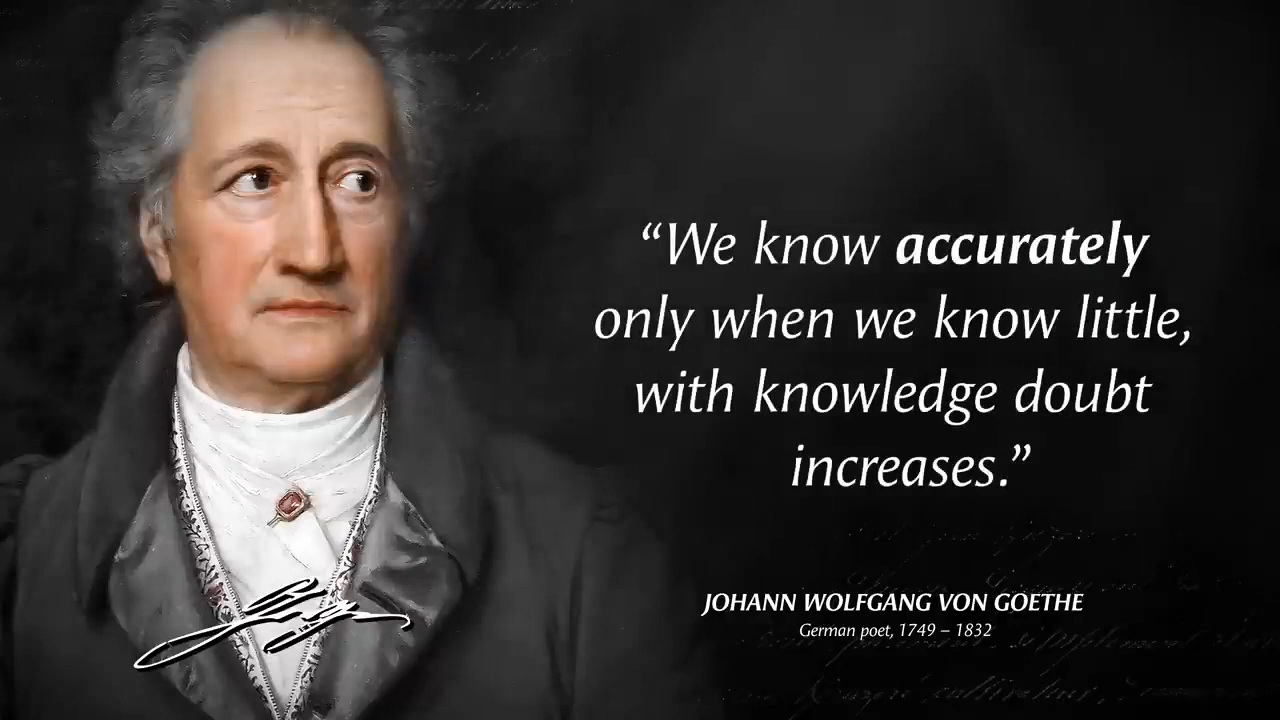 “We know accurately
only when we know little,
with knowledge doubt
increases.”
JOHANN WOLFGANG VON GOETHE
German poet, 1749 – 1832